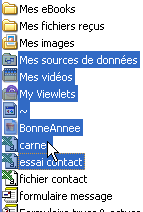 Mes eBooks
Mes fichiers reçus
Mes images
Mes sources de données
Mes vidéos
My Viewlets
~
BonneAnnee
carne
essai contact
fichier contact
formulaire message